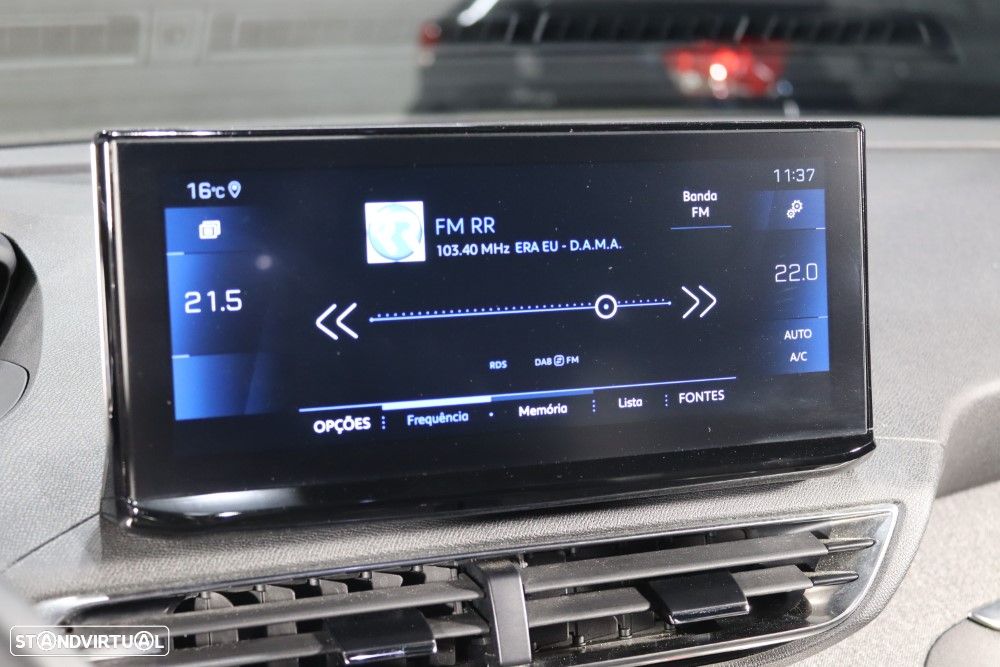 16°C
11:37
Banda
FM
FM RR
103.40 MHz ERA EU - D.A.M.A.
21.5
22.0
AUTO
A/C
RDS
DAB FM
OPÇÕES
Frequência
Memória
Lista
FONTES
STANDVIRTUAL